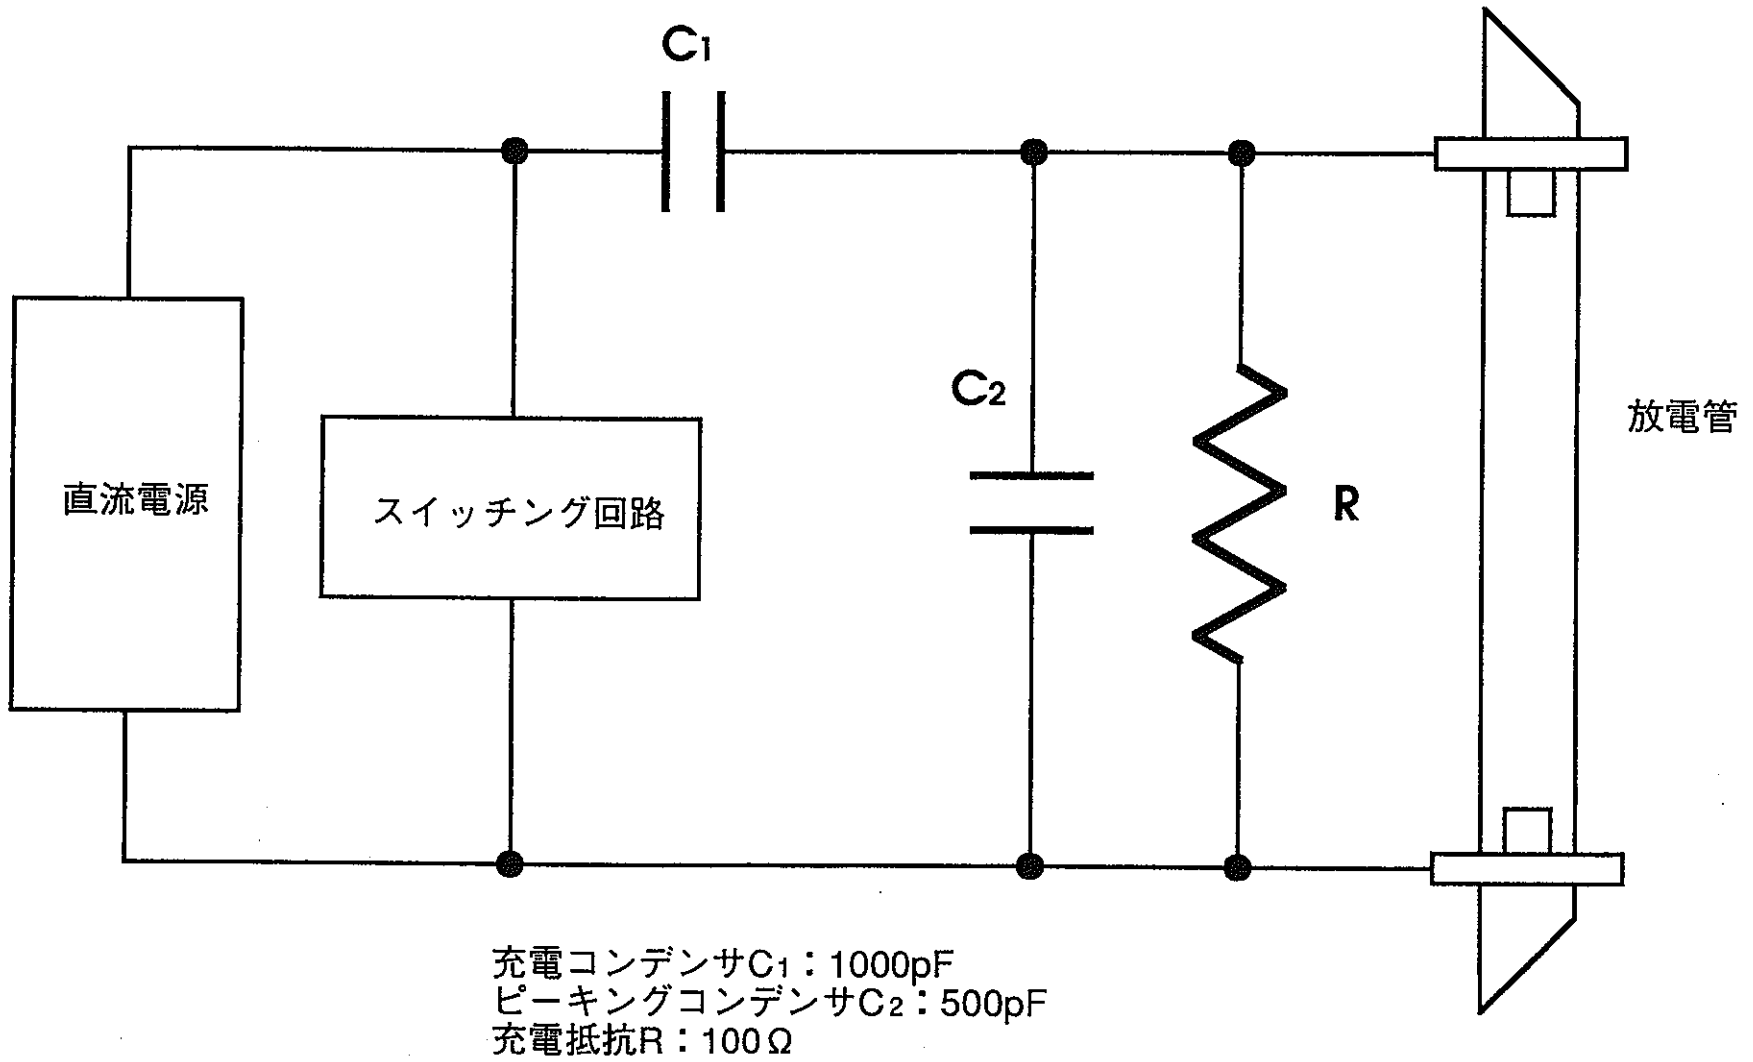 C1
C2
R
直流電源
スイッチング回路
放電管
充電コンデンサC1：1000pF
ピーキングコンデンサC2：500pF
充電抵抗R：100Ω